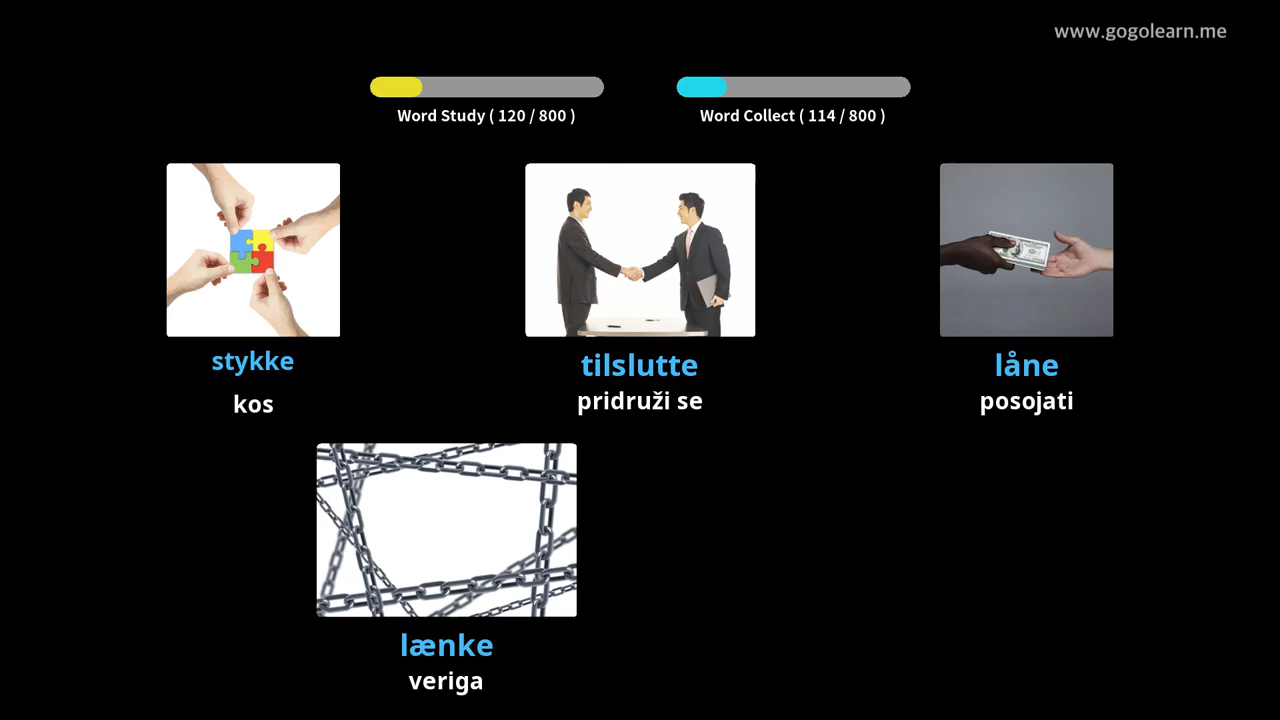 www.gogolearn.me
Word Study ( 120 / 800 )
Word Collect ( 114 / 800 )
stykke
kos
tilslutte
pridruži se
låne
posojati
lænke
veriga